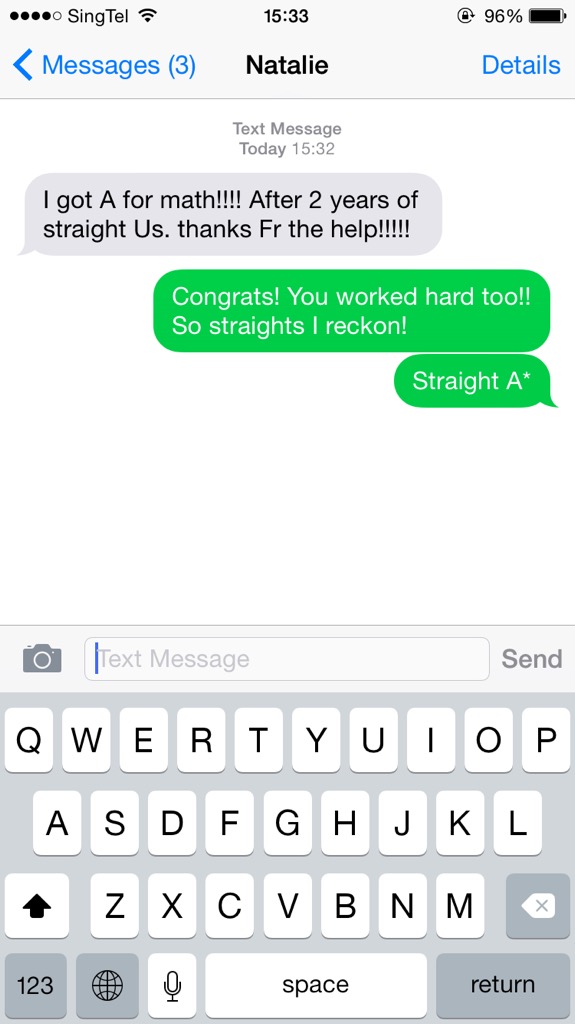 SingTel 15:33 96%
Messages (3) Natalie Details
Text Message
Today 15:32
I got A for math!!!! After 2 years of
straight Us. thanks Fr the help!!!!!
Congrats! You worked hard too!!
So straights I reckon!
Straight A*
Text Message Send
Q W E R T Y U I O P
A S D F G H J K L
Z X C V B N M
123 space return